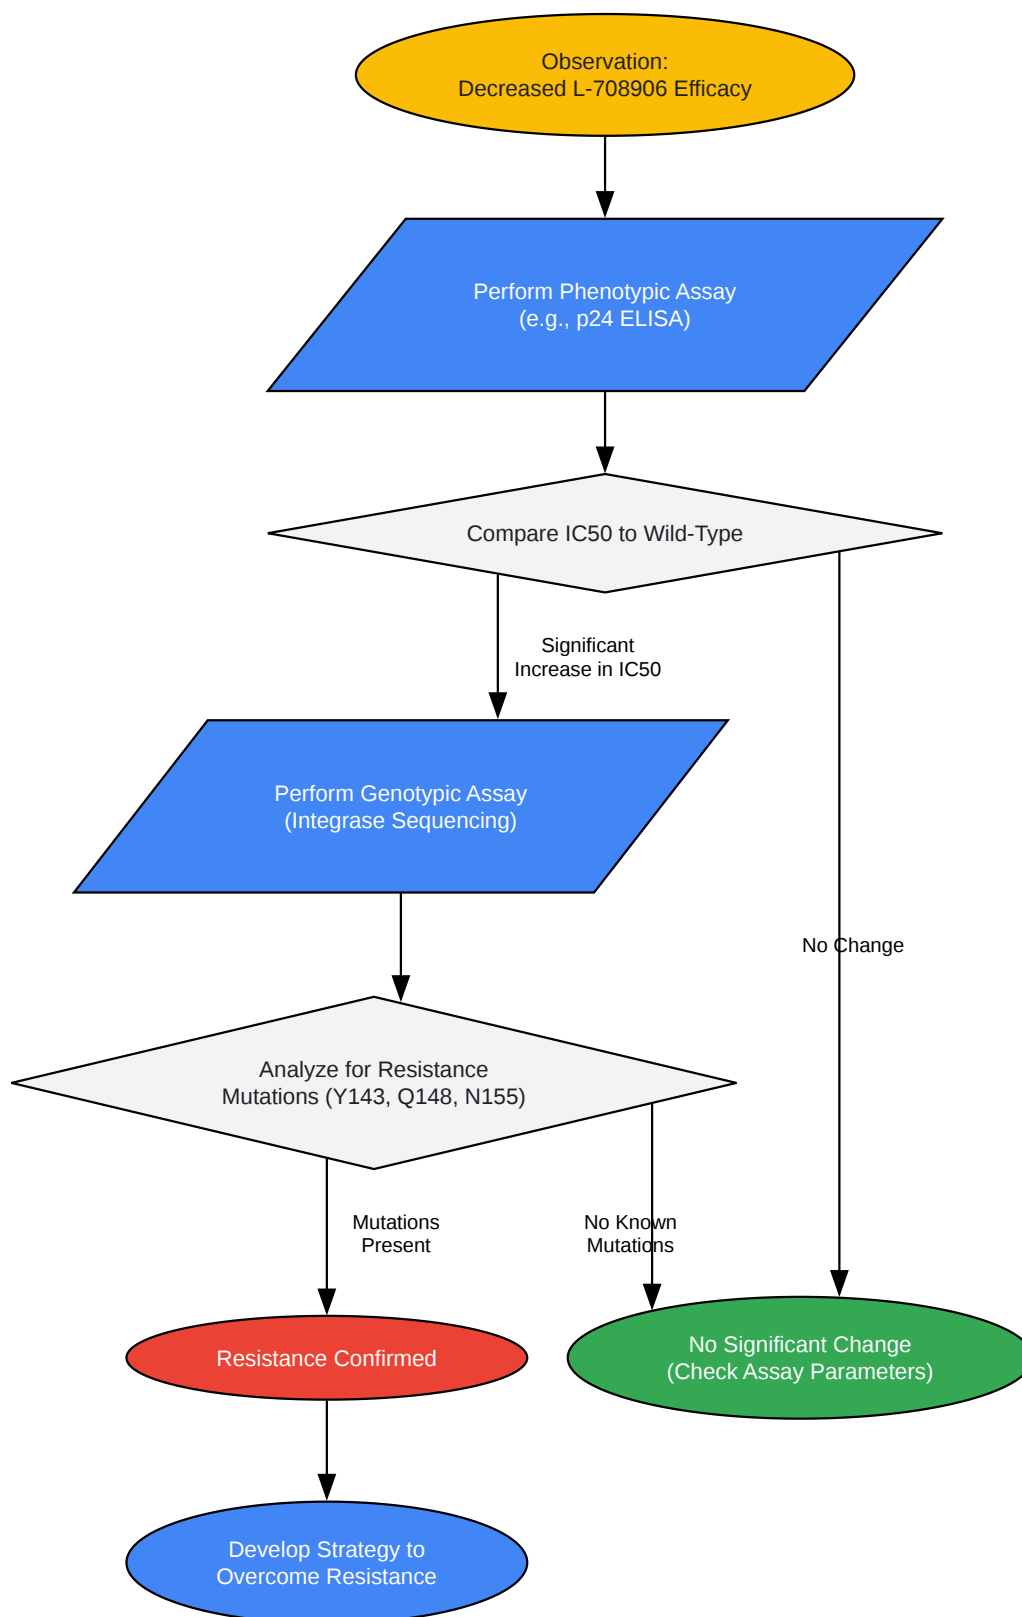 Observation:
Decreased L-708906 Efficacy
Perform Phenotypic Assay
(e.g., p24 ELISA)
Compare IC50 to Wild-Type
Significant
Increase in IC50
Perform Genotypic Assay
(Integrase Sequencing)
No Change
Analyze for Resistance
Mutations (Y143, Q148, N155)
Mutations
Present
No Known
Mutations
Resistance Confirmed
No Significant Change
(Check Assay Parameters)
Develop Strategy to
Overcome Resistance